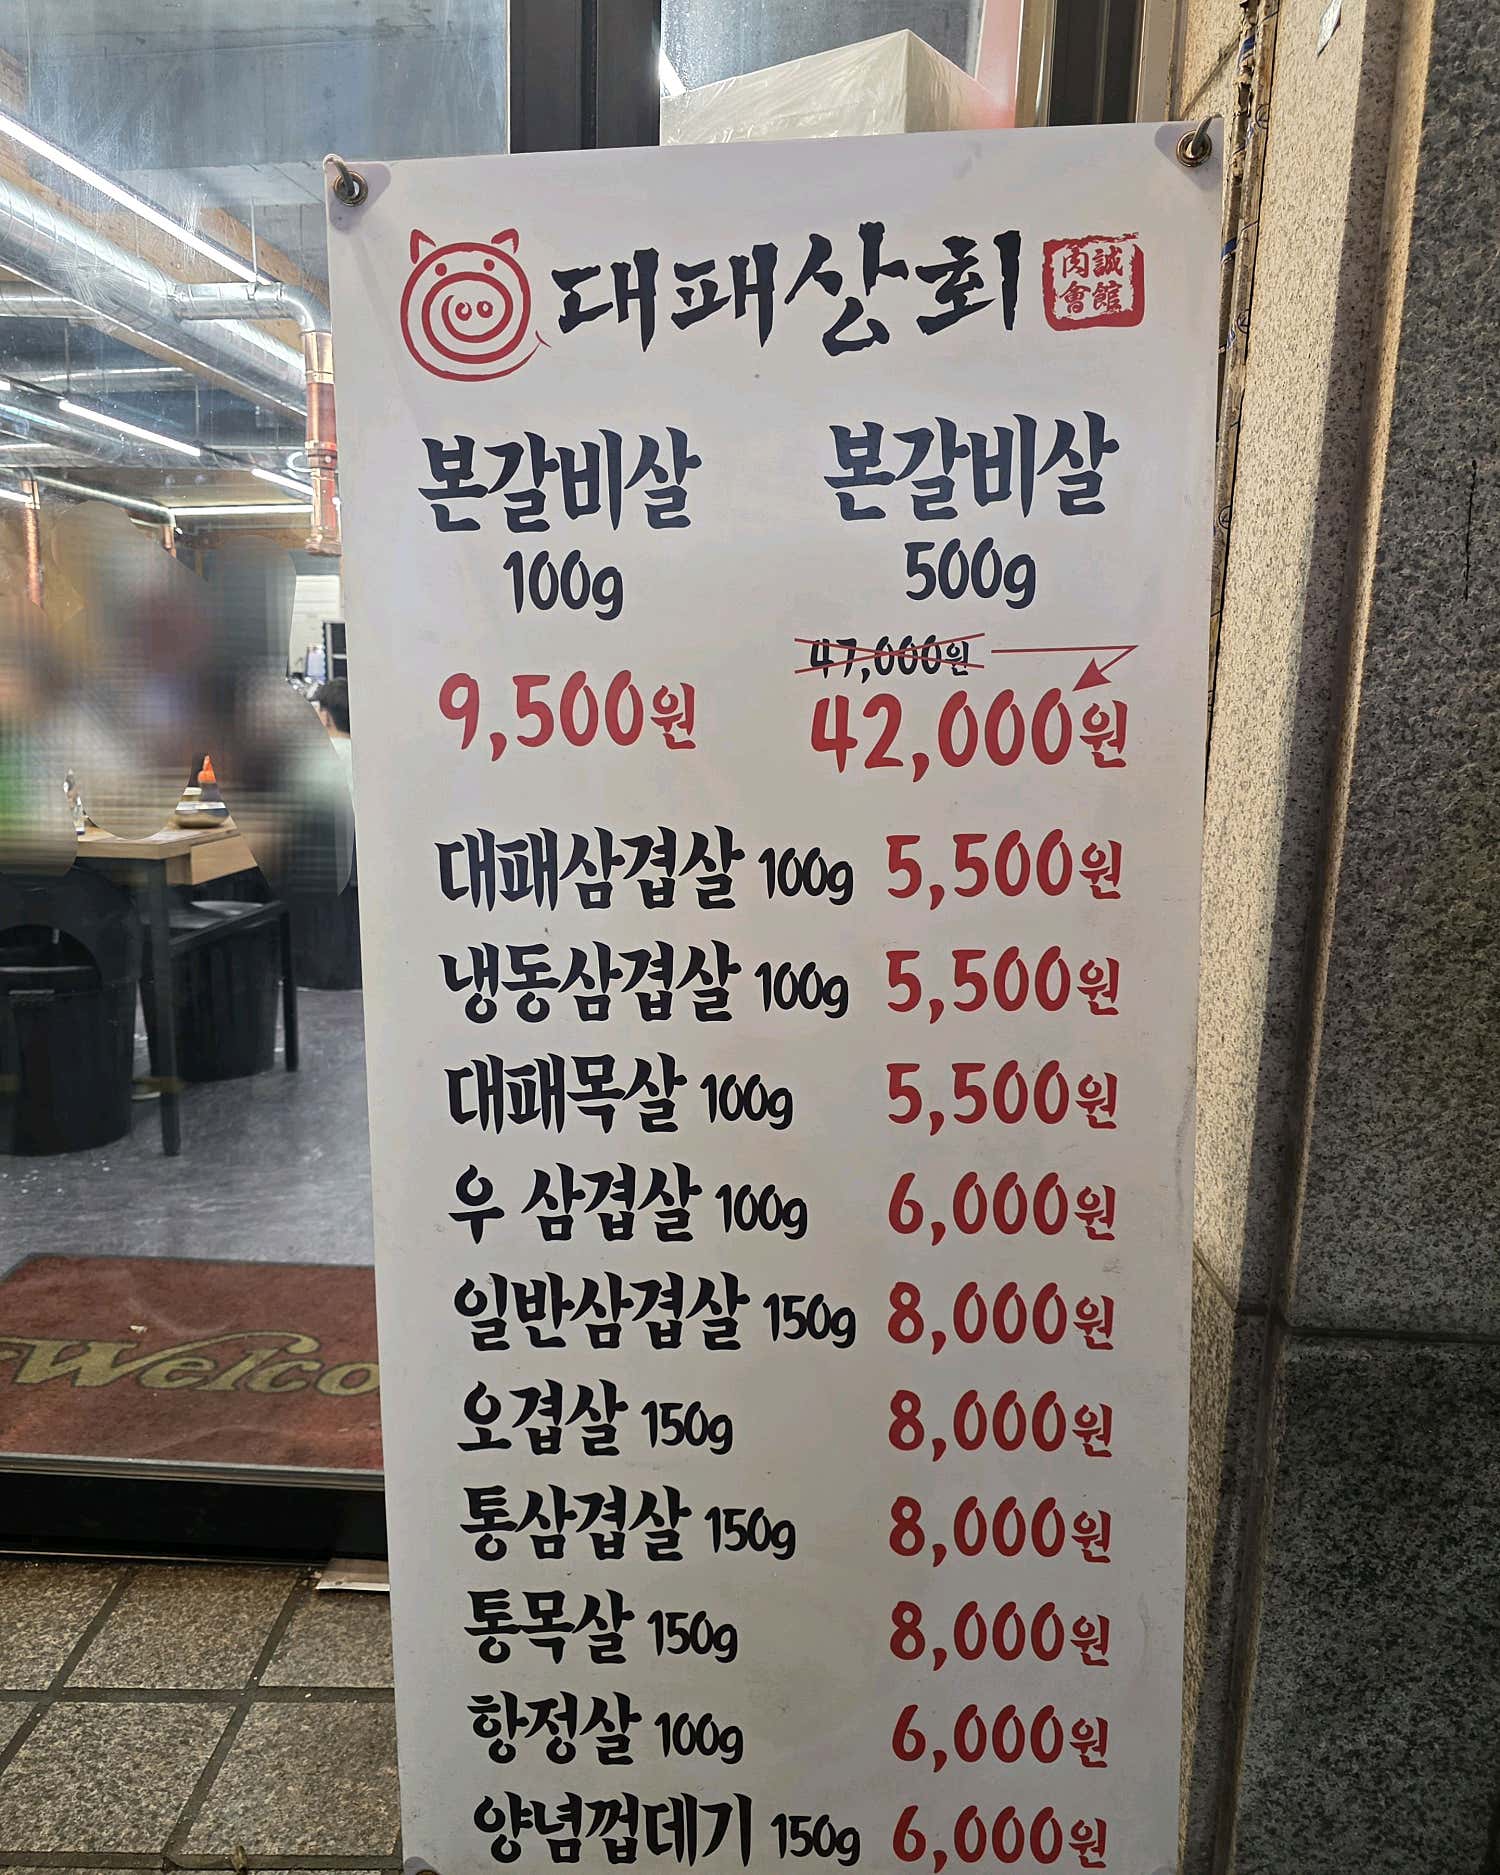 대패상회
肉誠
會館
본갈비살 본갈비살
100g 500g
47,000원
9,500원 42,000원
대패삼겹살 100g 5,500원
냉동삼겹살 100g 5,500원
대패목살 100g 5,500원
우 삼겹살 100g 6,000원
일반삼겹살 150g 8,000원
오겹살 150g 8,000원
통삼겹살 150g 8,000원
통목살 150g 8,000원
항정살 100g 6,000원
양념껍데기 150g 6,000원
Welco